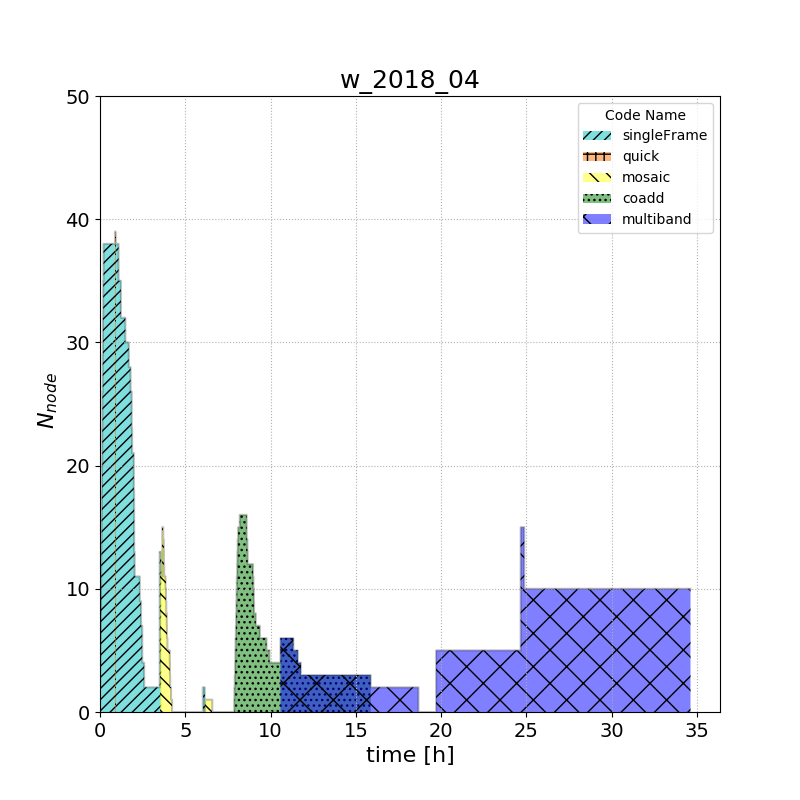 w_2018_04
50
40
30
20
10
0
N_node
0 5 10 15 20 25 30 35
time [h]
Code Name
singleFrame
quick
mosaic
coadd
multiband